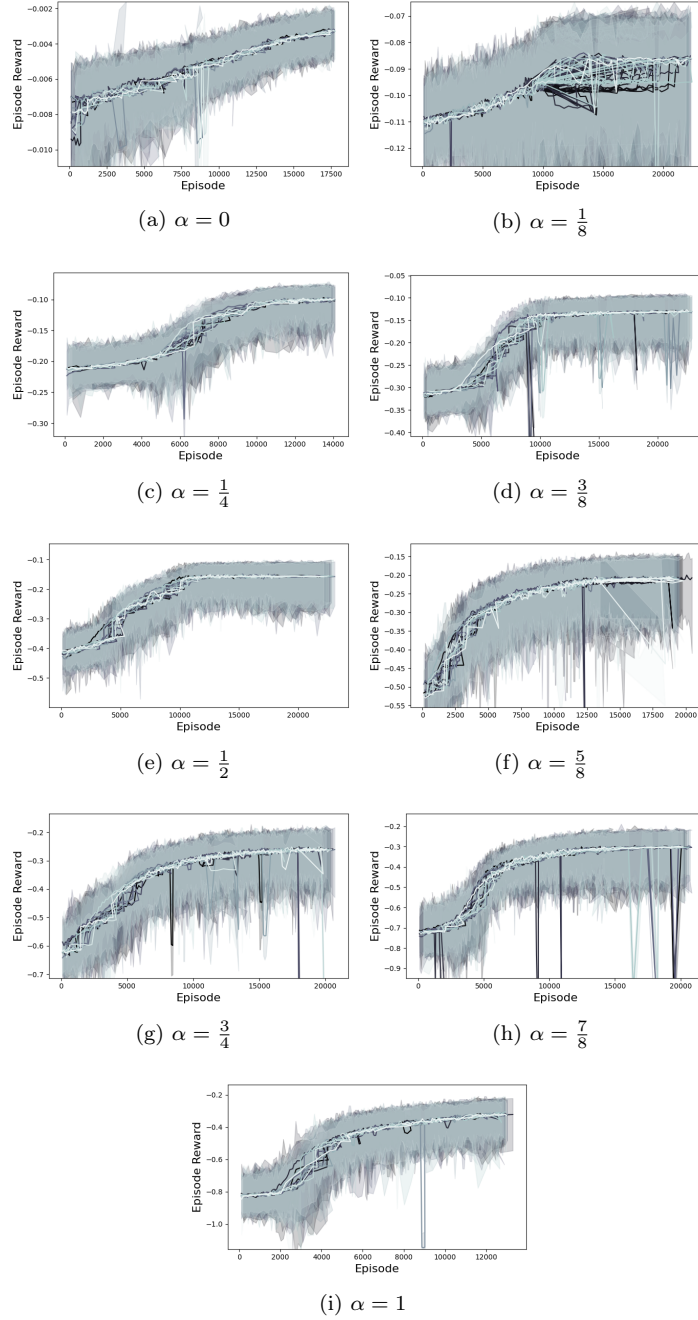 −0.002
−0.004
−0.006
−0.008
−0.010
Episode Reward
0 2500 5000 7500 10000 12500 15000 17500
Episode
(a) α = 0
−0.07
−0.08
−0.09
−0.10
−0.11
−0.12
Episode Reward
0 5000 10000 15000 20000
Episode
(b) α = 1/8
−0.10
−0.15
−0.20
−0.25
−0.30
Episode Reward
0 2000 4000 6000 8000 10000 12000 14000
Episode
(c) α = 1/4
−0.05
−0.10
−0.15
−0.20
−0.25
−0.30
−0.35
−0.40
Episode Reward
0 5000 10000 15000 20000
Episode
(d) α = 3/8
−0.1
−0.2
−0.3
−0.4
−0.5
Episode Reward
0 5000 10000 15000 20000
Episode
(e) α = 1/2
−0.15
−0.20
−0.25
−0.30
−0.35
−0.40
−0.45
−0.50
−0.55
Episode Reward
0 2500 5000 7500 10000 12500 15000 17500 20000
Episode
(f) α = 5/8
−0.2
−0.3
−0.4
−0.5
−0.6
−0.7
Episode Reward
0 5000 10000 15000 20000
Episode
(g) α = 3/4
−0.2
−0.3
−0.4
−0.5
−0.6
−0.7
−0.8
−0.9
Episode Reward
0 5000 10000 15000 20000
Episode
(h) α = 7/8
−0.2
−0.4
−0.6
−0.8
−1.0
Episode Reward
0 2000 4000 6000 8000 10000 12000
Episode
(i) α = 1